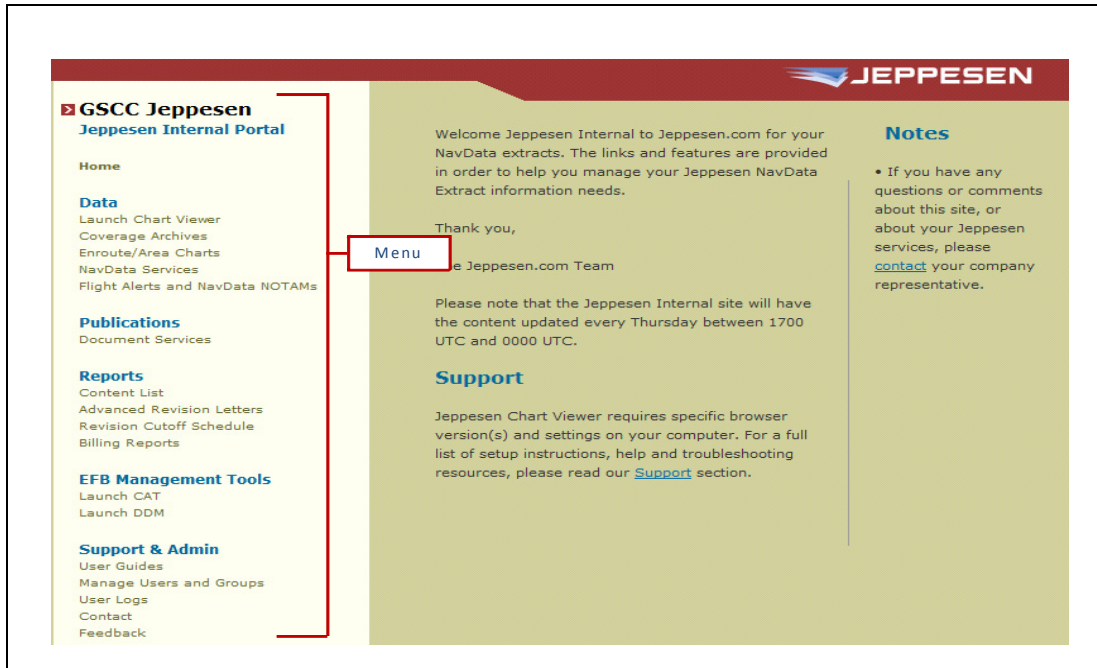 JEPPESEN
GSCC Jeppesen
Jeppesen Internal Portal
Home
Data
Launch Chart Viewer
Coverage Archives
Enroute/Area Charts
NavData Services
Flight Alerts and NavData NOTAMs
Publications
Document Services
Reports
Content List
Advanced Revision Letters
Revision Cutoff Schedule
Billing Reports
EFB Management Tools
Launch CAT
Launch DDM
Support & Admin
User Guides
Manage Users and Groups
User Logs
Contact
Feedback
Menu
Welcome Jeppesen Internal to Jeppesen.com for your
NavData extracts. The links and features are provided
in order to help you manage your Jeppesen NavData
Extract information needs.
Thank you,
Jeppesen.com Team
Please note that the Jeppesen Internal site will have
the content updated every Thursday between 1700
UTC and 0000 UTC.
Support
Jeppesen Chart Viewer requires specific browser
version(s) and settings on your computer. For a full
list of setup instructions, help and troubleshooting
resources, please read our Support section.
Notes
• If you have any
questions or comments
about this site, or
about your Jeppesen
services, please
contact your company
representative.